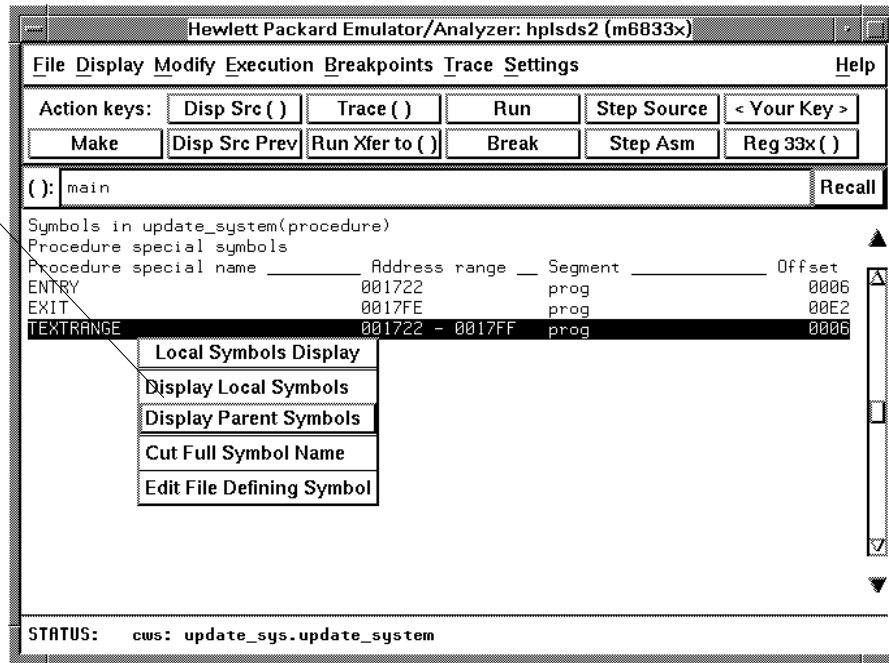 Hewlett Packard Emulator/Analyzer: hplsds2 (m6833x)
File Display Modify Execution Breakpoints Trace Settings Help
Action keys: Disp Src ( ) Trace ( ) Run Step Source < Your Key >
Make Disp Src Prev Run Xfer to ( ) Break Step Asm Reg 33x ( )
( ): main Recall
Symbols in update_system(procedure)
Procedure special symbols
Procedure special name _________ Address range __ Segment _____________ Offset
ENTRY 001722 prog 0006
EXIT 0017FE prog 00E2
TEXTRANGE 001722 - 0017FF prog 0006
Local Symbols Display
Display Local Symbols
Display Parent Symbols
Cut Full Symbol Name
Edit File Defining Symbol
STATUS: cws: update_sys.update_system